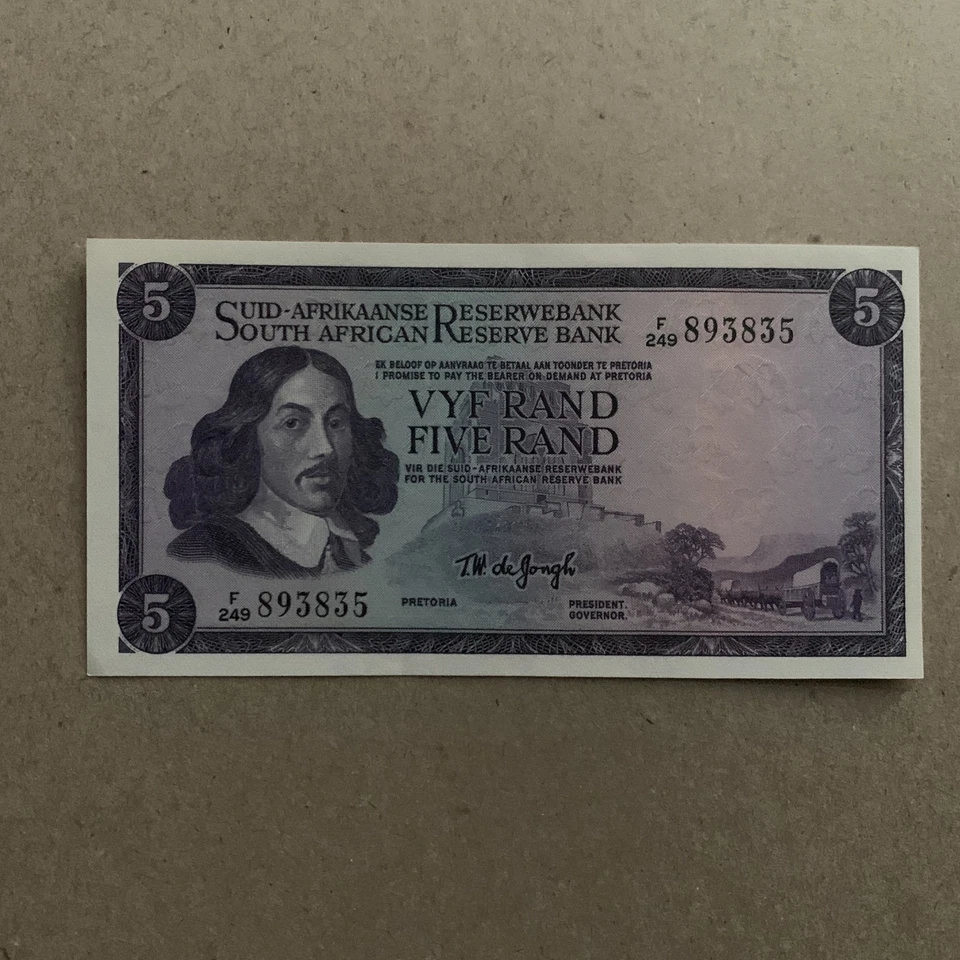 5
5
SUID-AFRIKAANSE RESERWEBANK
SOUTH AFRICAN RESERVE BANK
F
249 893835
EK BELOOF OP AANVRAAG TE BETAAL AAN TOONDER TE PRETORIA
I PROMISE TO PAY THE BEARER ON DEMAND AT PRETORIA
VYF RAND
FIVE RAND
VIR DIE SUID-AFRIKAANSE RESERWEBANK
FOR THE SOUTH AFRICAN RESERVE BANK
T.W. de Jongh
5
F
249 893835
PRETORIA
PRESIDENT.
GOVERNOR.